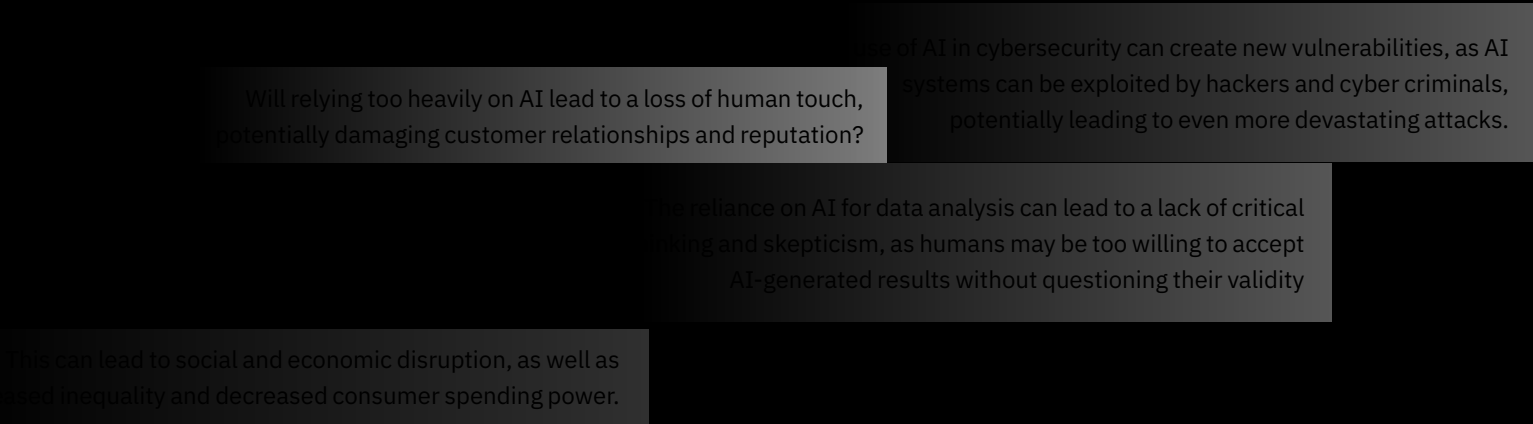 use of AI in cybersecurity can create new vulnerabilities, as AI
systems can be exploited by hackers and cyber criminals,
potentially leading to even more devastating attacks.
Will relying too heavily on AI lead to a loss of human touch,
potentially damaging customer relationships and reputation?
he reliance on AI for data analysis can lead to a lack of critical
nking and skepticism, as humans may be too willing to accept
AI-generated results without questioning their validity
This can lead to social and economic disruption, as well as
ased inequality and decreased consumer spending power.